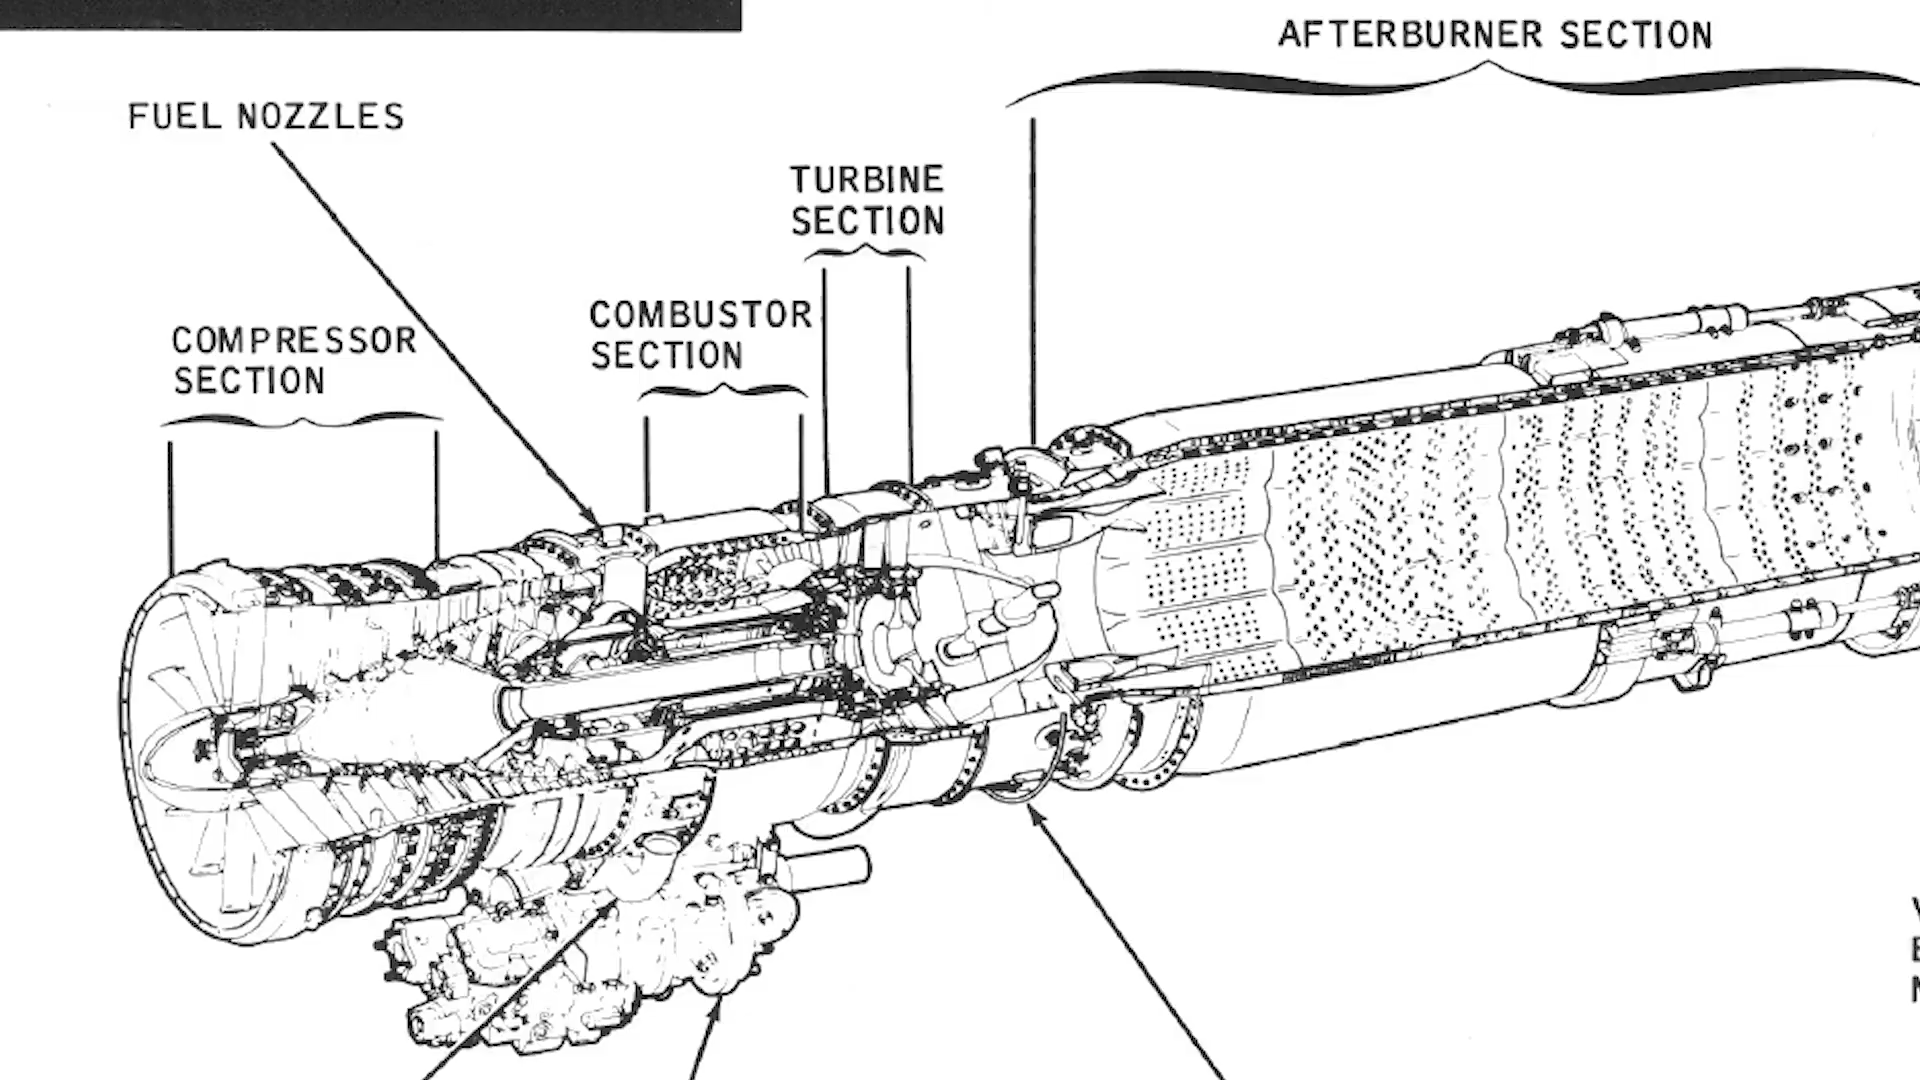 AFTERBURNER SECTION
FUEL NOZZLES
TURBINE
SECTION
COMBUSTOR
SECTION
COMPRESSOR
SECTION